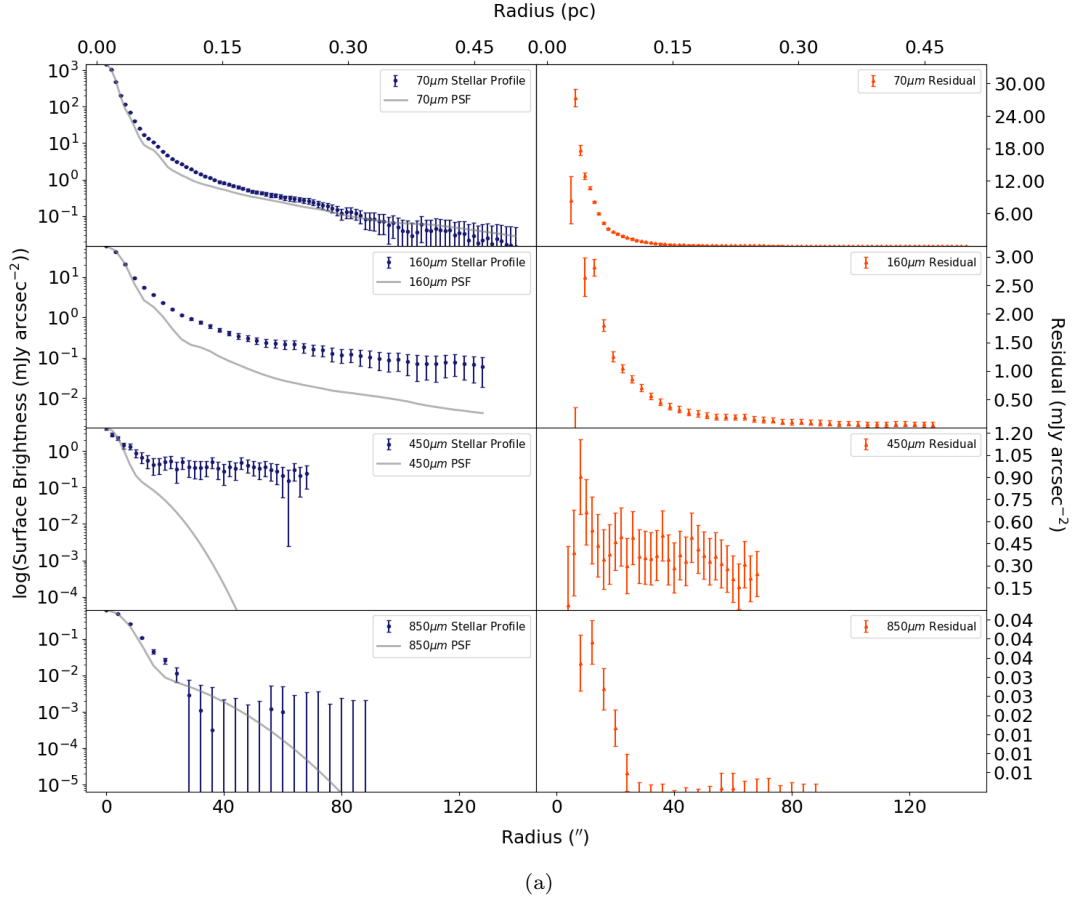 Radius (pc)
0.00 0.15 0.30 0.45 0.00 0.15 0.30 0.45
log(Surface Brightness (mJy arcsec⁻²))
10³
10²
10¹
10⁰
10⁻¹
70μm Stellar Profile
70μm PSF
70μm Residual
30.00
24.00
18.00
12.00
6.00
10¹
10⁰
10⁻¹
10⁻²
160μm Stellar Profile
160μm PSF
160μm Residual
3.00
2.50
2.00
1.50
1.00
0.50
10⁰
10⁻¹
10⁻²
10⁻³
10⁻⁴
450μm Stellar Profile
450μm PSF
450μm Residual
1.20
1.05
0.90
0.75
0.60
0.45
0.30
0.15
10⁻¹
10⁻²
10⁻³
10⁻⁴
10⁻⁵
850μm Stellar Profile
850μm PSF
850μm Residual
0.04
0.04
0.04
0.03
0.03
0.02
0.01
0.01
0.01
Residual (mJy arcsec⁻²)
0 40 80 120 0 40 80 120
Radius (″)
(a)